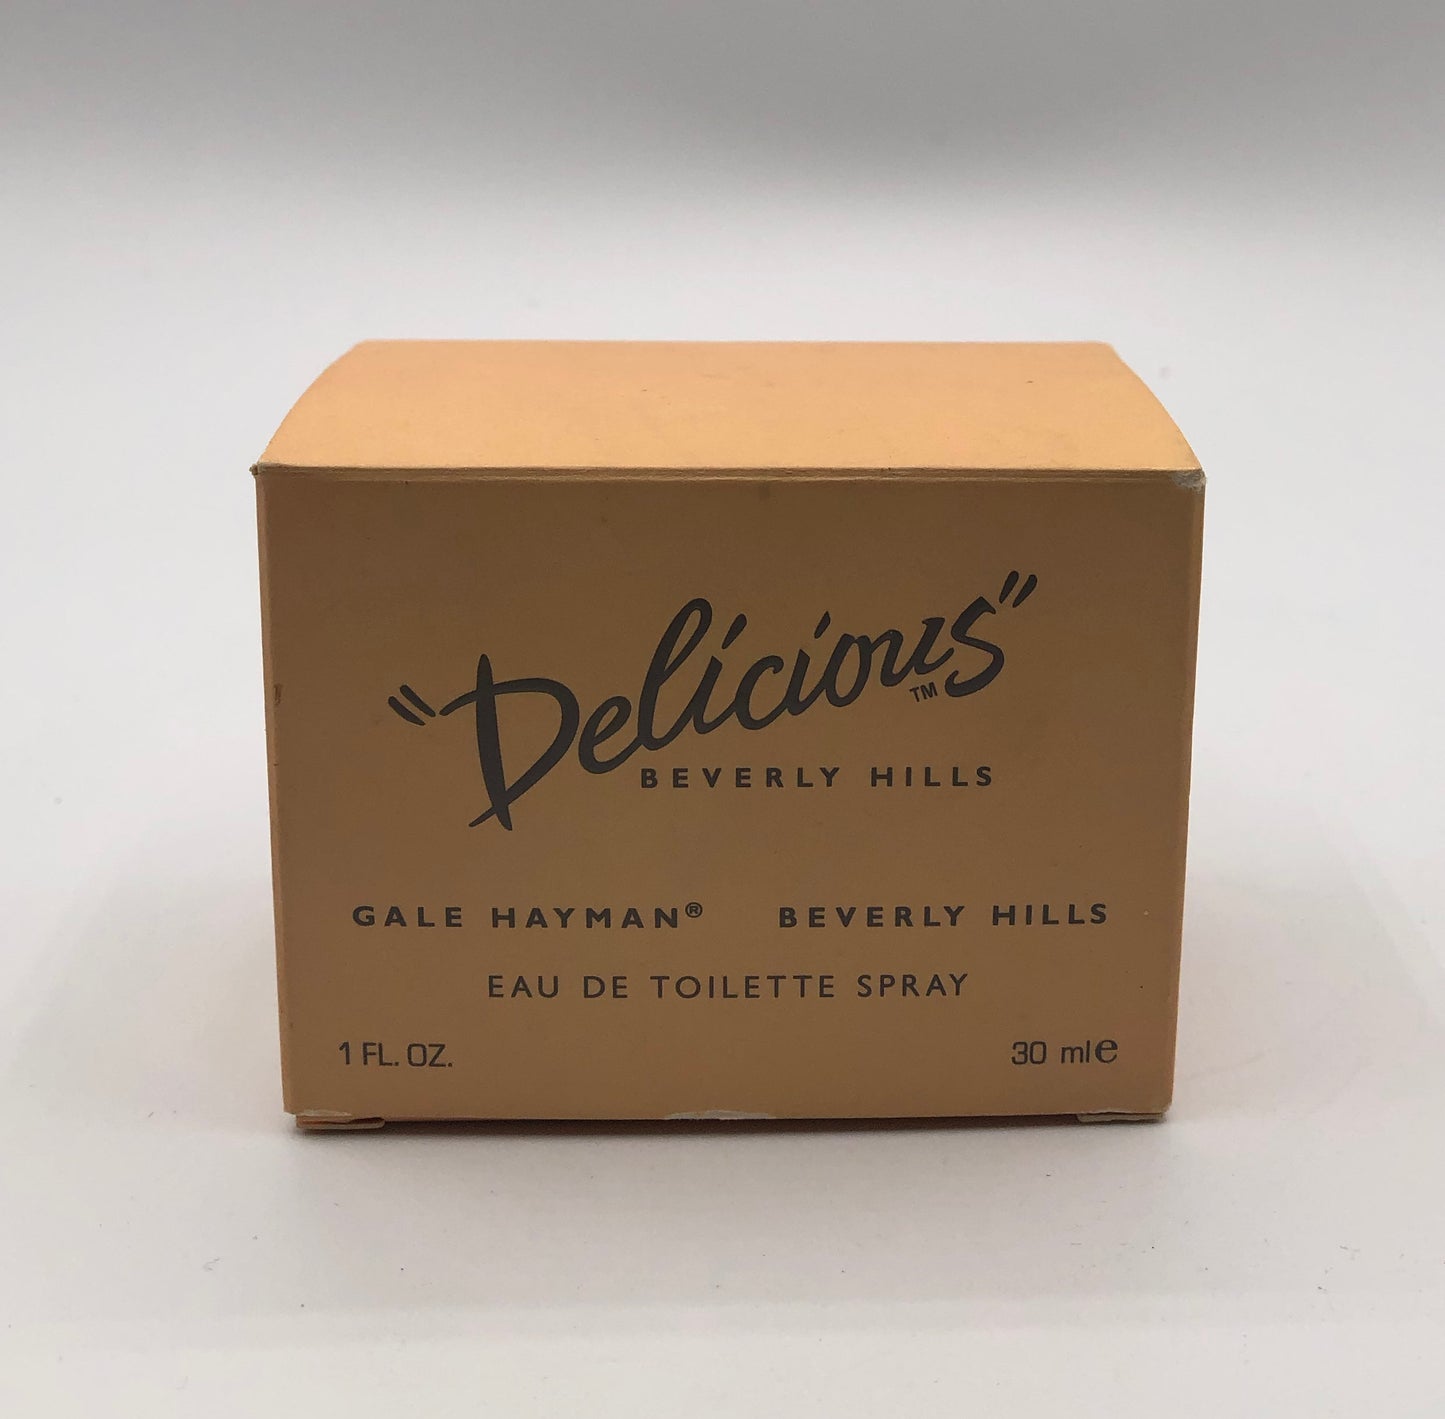 "Delicious"™
BEVERLY HILLS
GALE HAYMAN® BEVERLY HILLS
EAU DE TOILETTE SPRAY
1 FL. OZ. 30 ml℮